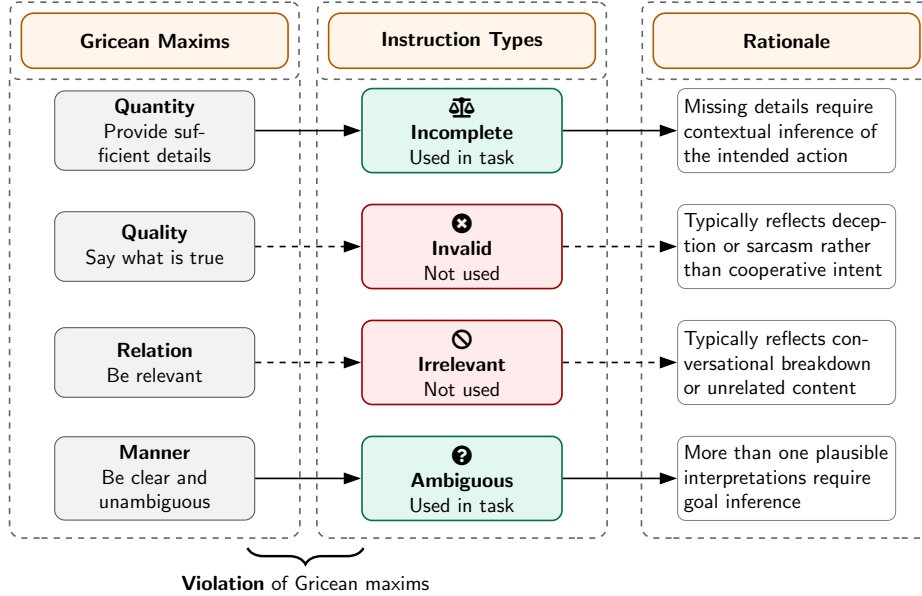 Gricean Maxims
Instruction Types
Rationale
Quantity
Provide suf-
ficient details
Incomplete
Used in task
Missing details require
contextual inference of
the intended action
Quality
Say what is true
Invalid
Not used
Typically reflects decep-
tion or sarcasm rather
than cooperative intent
Relation
Be relevant
Irrelevant
Not used
Typically reflects con-
versational breakdown
or unrelated content
Manner
Be clear and
unambiguous
Ambiguous
Used in task
More than one plausible
interpretations require
goal inference
Violation of Gricean maxims